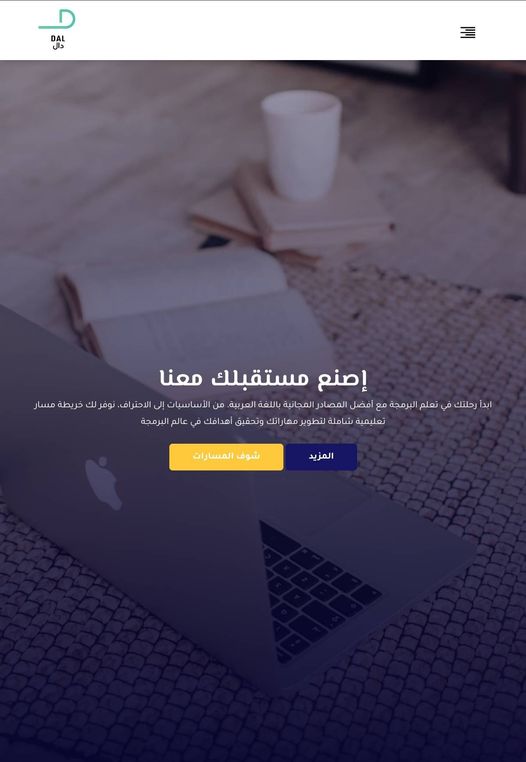 DAL
دال
إصنع مستقبلك معنا
ابدأ رحلتك في تعلم البرمجة مع أفضل المصادر المجانية باللغة العربية. من الأساسيات إلى الاحتراف، نوفر لك خريطة مسار
تعليمية شاملة لتطوير مهاراتك وتحقيق أهدافك في عالم البرمجة
المزيد
شوف المسارات